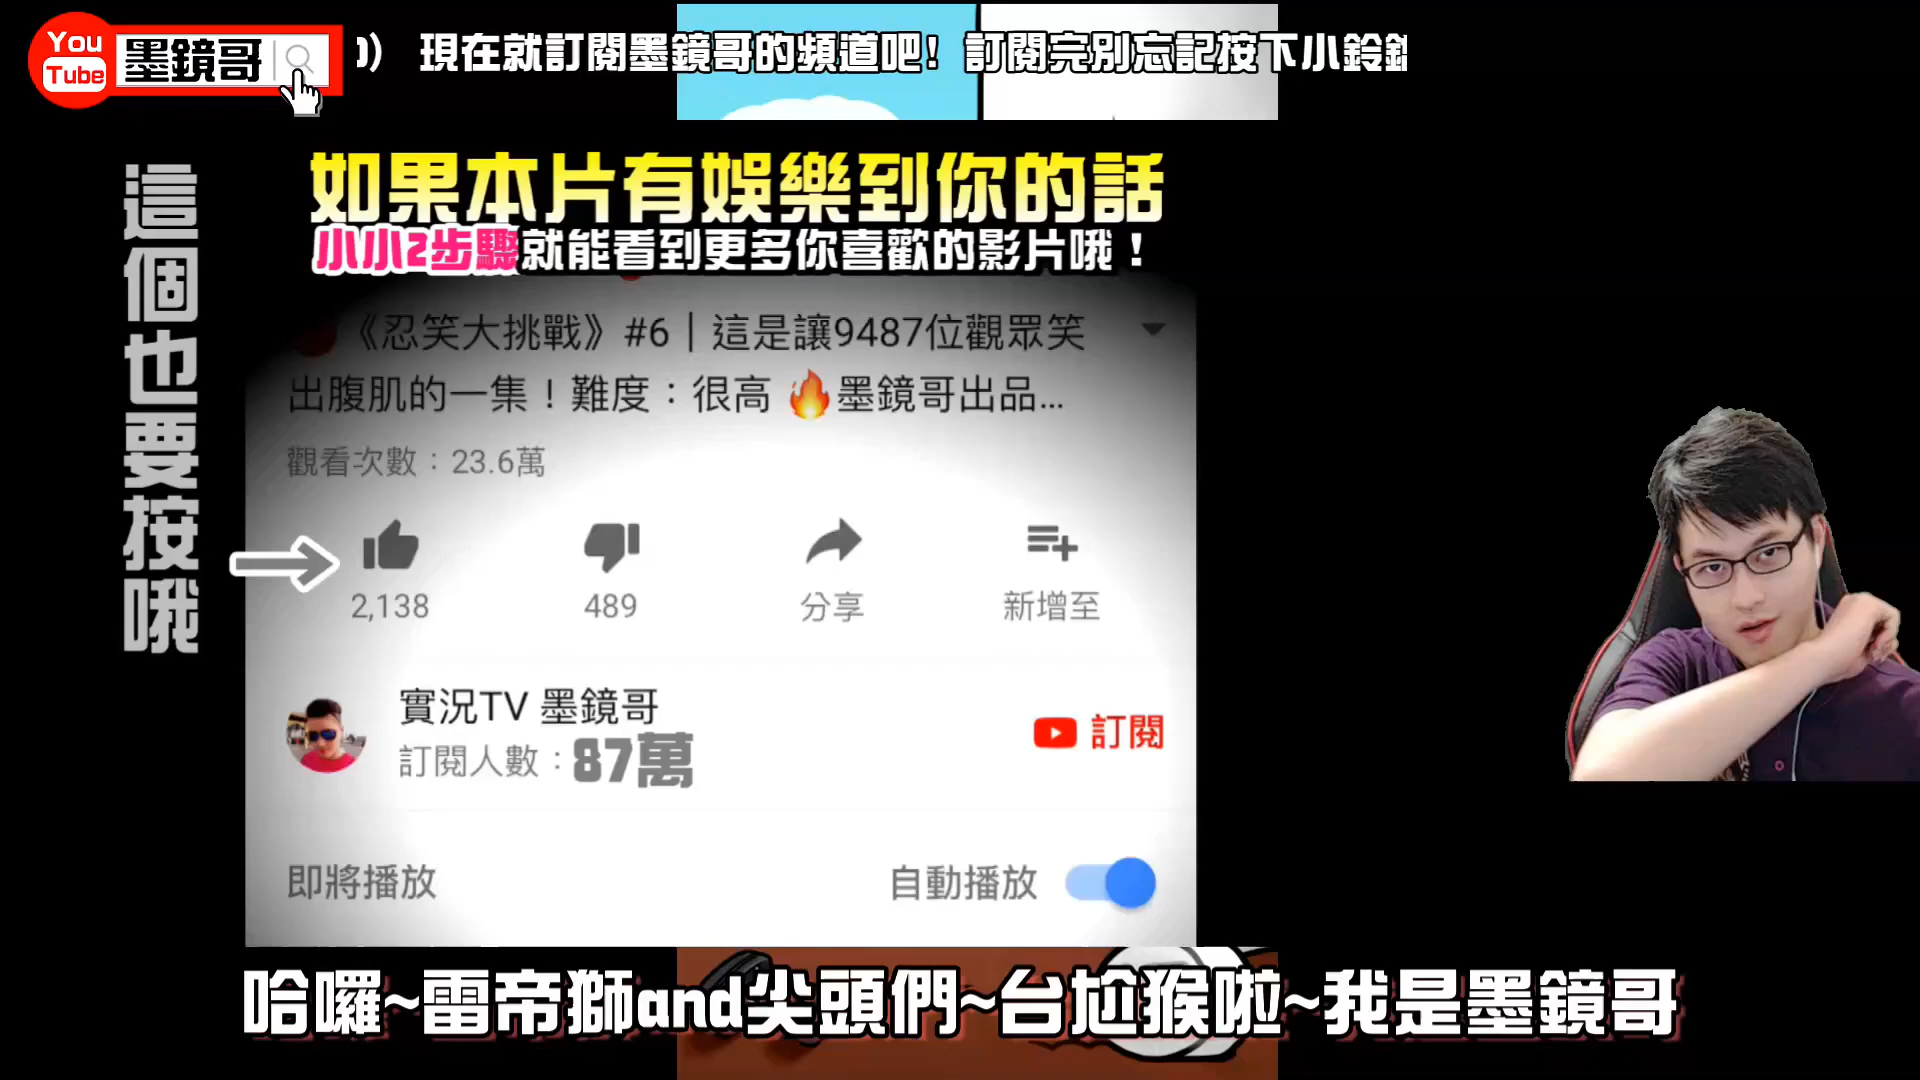 You
Tube
墨鏡哥
現在就訂閱墨鏡哥的頻道吧! 訂閱完別忘記按下小鈴
這個也要按哦
如果本片有娛樂到你的話
小小2步驟就能看到更多你喜歡的影片哦!
《忍笑大挑戰》#6｜這是讓9487位觀眾笑
出腹肌的一集!難度:很高 🔥墨鏡哥出品...
觀看次數:23.6萬
2,138
489
分享
新增至
實況TV 墨鏡哥
訂閱人數:87萬
訂閱
即將播放
自動播放
哈囉~雷帝獅and尖頭們~台尬猴啦~我是墨鏡哥